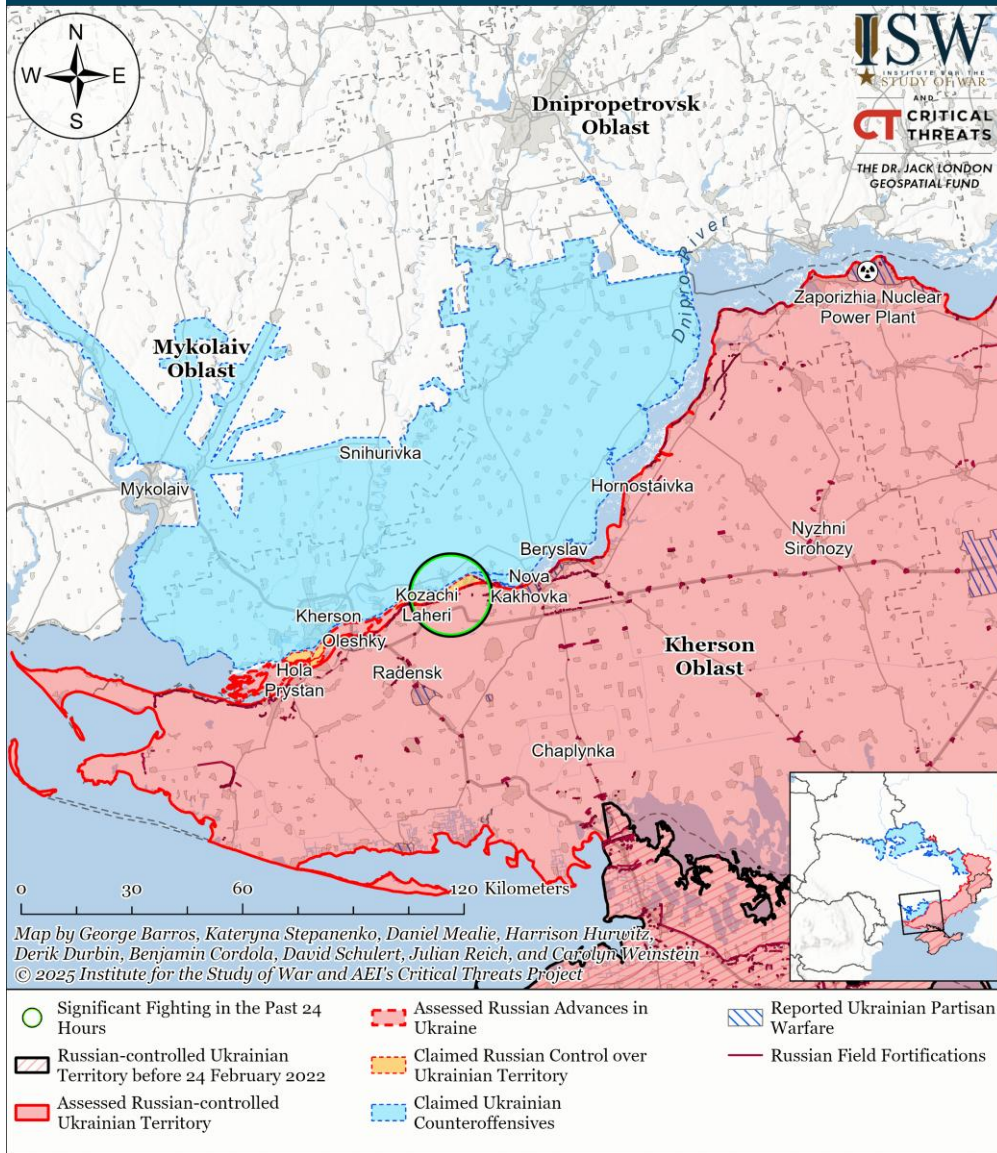 N
W E
S
ISW
INSTITUTE FOR THE
STUDY OF WAR
AND
CT CRITICAL
THREATS
THE DR. JACK LONDON
GEOSPATIAL FUND
Dnipropetrovsk
Oblast
Dnipro River
Zaporizhia Nuclear
Power Plant
Mykolaiv
Oblast
Snihurivka
Mykolaiv
Hornostaivka
Nyzhni
Sirohozy
Beryslav
Nova
Kakhovka
Kozachi
Laheri
Kherson
Oleshky
Kherson
Oblast
Hola
Prystan
Radensk
Chaplynka
0 30 60 120 Kilometers
Map by George Barros, Kateryna Stepanenko, Daniel Mealie, Harrison Hurwitz,
Derik Durbin, Benjamin Cordola, David Schulert, Julian Reich, and Carolyn Weinstein
© 2025 Institute for the Study of War and AEI's Critical Threats Project
Significant Fighting in the Past 24
Hours
Russian-controlled Ukrainian
Territory before 24 February 2022
Assessed Russian-controlled
Ukrainian Territory
Assessed Russian Advances in
Ukraine
Claimed Russian Control over
Ukrainian Territory
Claimed Ukrainian
Counteroffensives
Reported Ukrainian Partisan
Warfare
Russian Field Fortifications